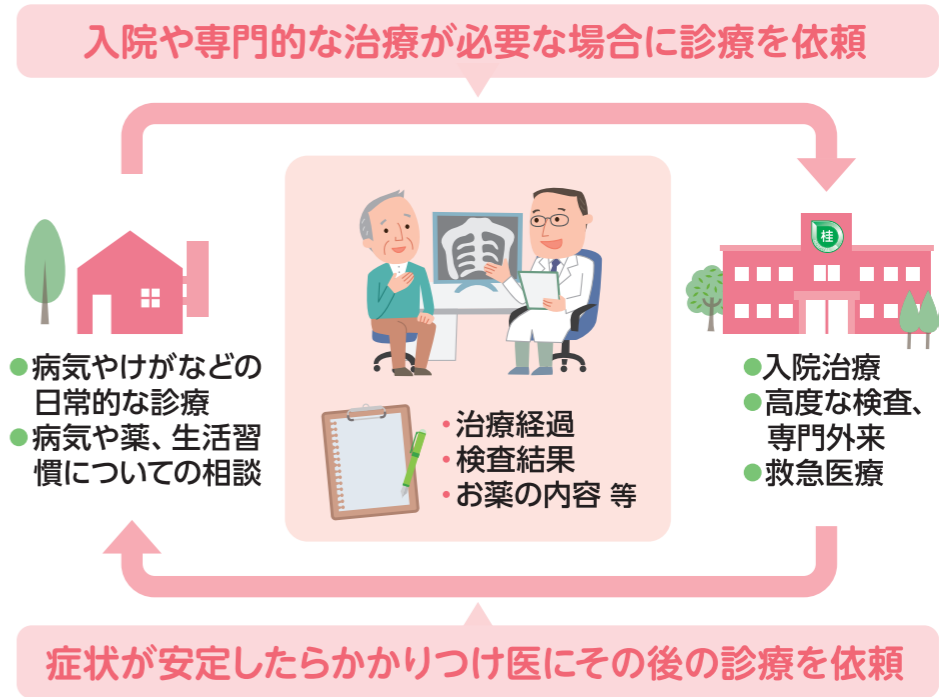 入院や専門的な治療が必要な場合に診療を依頼
桂
●病気やけがなどの
日常的な診療
●病気や薬、生活習
慣についての相談
・治療経過
・検査結果
・お薬の内容 等
●入院治療
●高度な検査、
専門外来
●救急医療
症状が安定したらかかりつけ医にその後の診療を依頼